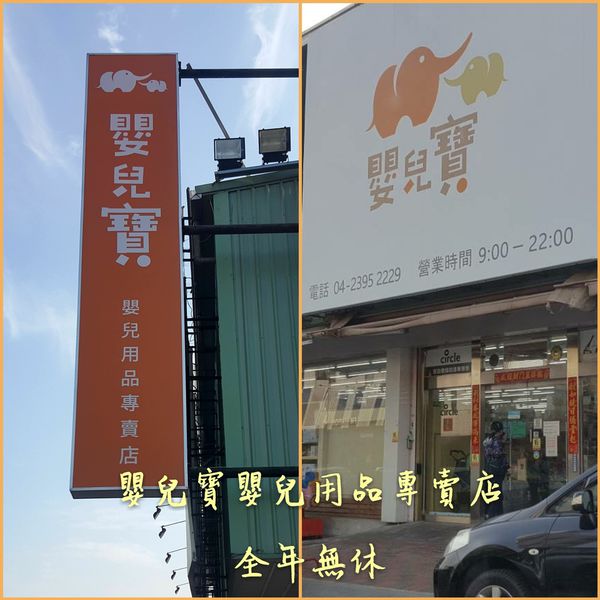 嬰兒寶
嬰兒用品專賣店
嬰兒寶
電話 04-2395 2229 營業時間 9:00－22:00
circle
circle
嬰兒寶嬰兒用品專賣店
全年無休